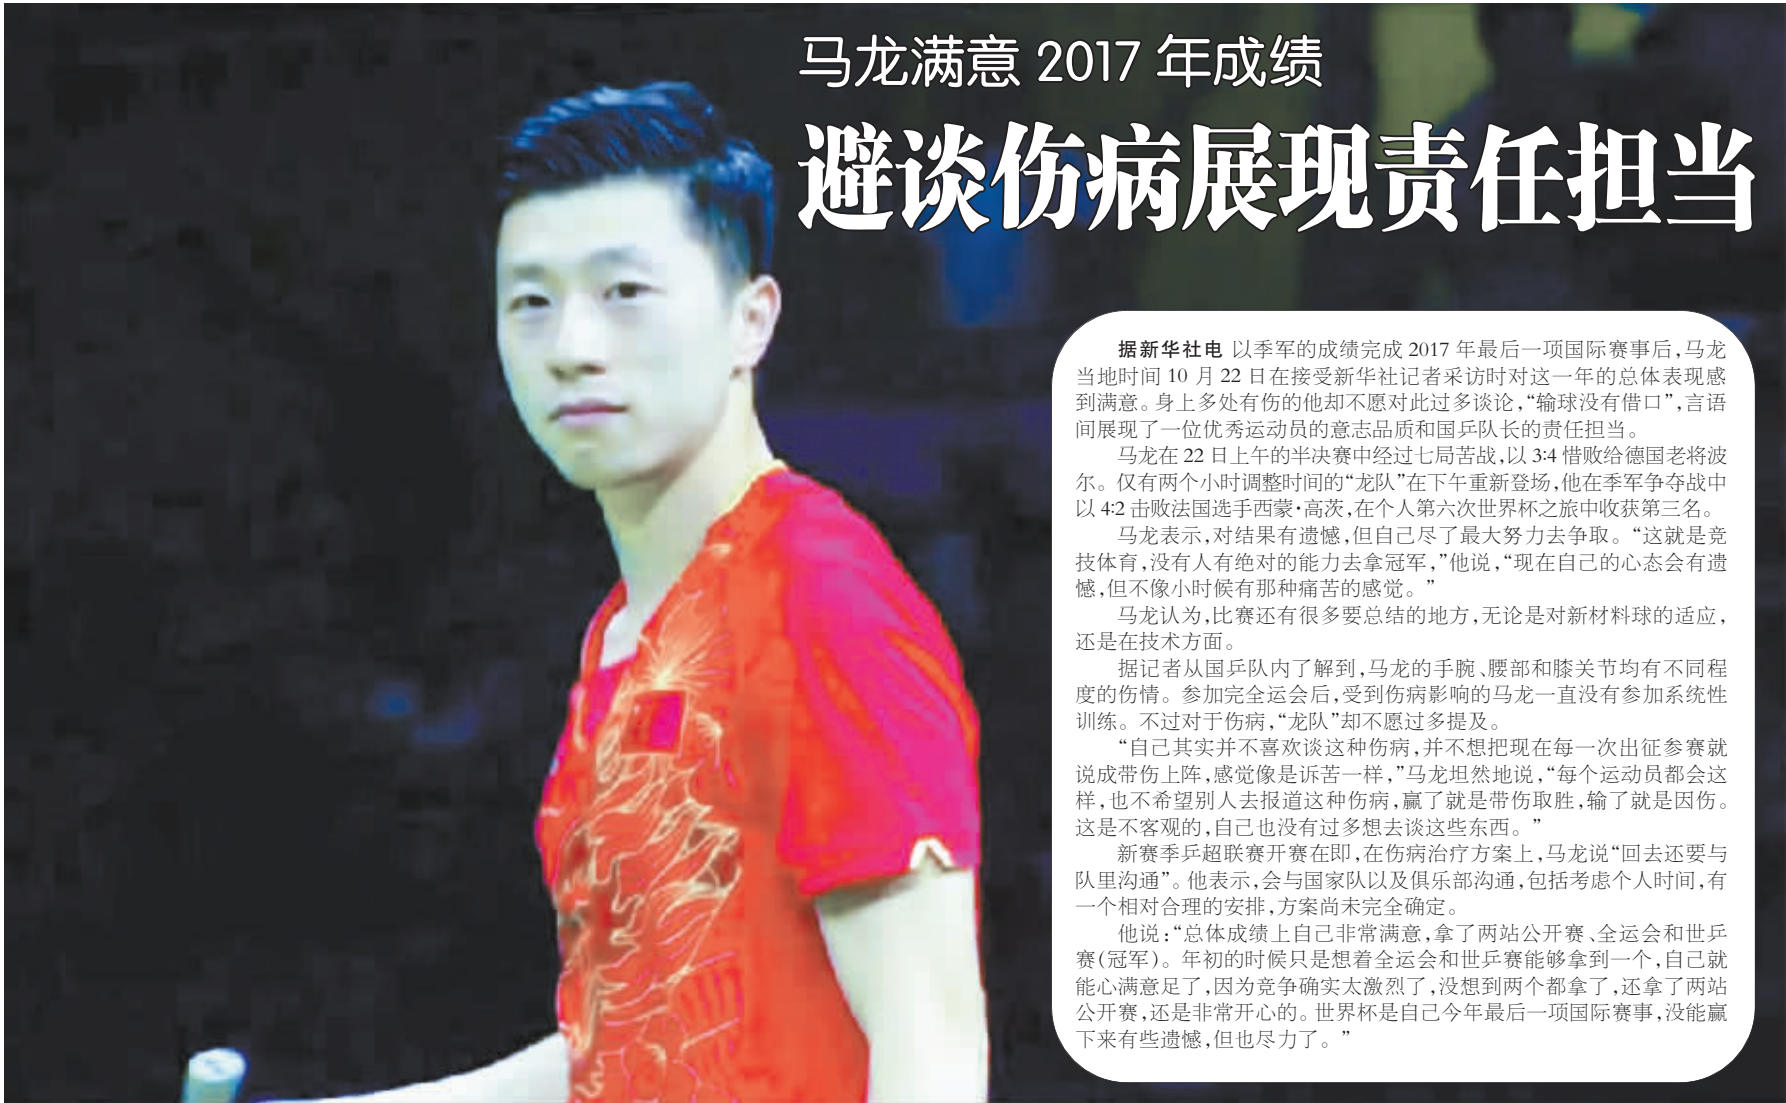 马龙满意 2017 年成绩
避谈伤病展现责任担当
据新华社电 以季军的成绩完成 2017 年最后一项国际赛事后,马龙
当地时间 10 月 22 日在接受新华社记者采访时对这一年的总体表现感
到满意。身上多处有伤的他却不愿对此过多谈论,“输球没有借口”,言语
间展现了一位优秀运动员的意志品质和国乒队长的责任担当。
马龙在 22 日上午的半决赛中经过七局苦战,以 3:4 惜败给德国老将波
尔。仅有两个小时调整时间的“龙队”在下午重新登场,他在季军争夺战中
以 4:2 击败法国选手西蒙·高茨,在个人第六次世界杯之旅中收获第三名。
马龙表示,对结果有遗憾,但自己尽了最大努力去争取。“这就是竞
技体育,没有人有绝对的能力去拿冠军,”他说,“现在自己的心态会有遗
憾,但不像小时候有那种痛苦的感觉。”
马龙认为,比赛还有很多要总结的地方,无论是对新材料球的适应,
还是在技术方面。
据记者从国乒队内了解到,马龙的手腕、腰部和膝关节均有不同程
度的伤情。参加完全运会后,受到伤病影响的马龙一直没有参加系统性
训练。不过对于伤病,“龙队”却不愿过多提及。
“自己其实并不喜欢谈这种伤病,并不想把现在每一次出征参赛就
说成带伤上阵,感觉像是诉苦一样,”马龙坦然地说,“每个运动员都会这
样,也不希望别人去报道这种伤病,赢了就是带伤取胜,输了就是因伤。
这是不客观的,自己也没有过多想去谈这些东西。”
新赛季乒超联赛开赛在即,在伤病治疗方案上,马龙说“回去还要与
队里沟通”。他表示,会与国家队以及俱乐部沟通,包括考虑个人时间,有
一个相对合理的安排,方案尚未完全确定。
他说:“总体成绩上自己非常满意,拿了两站公开赛、全运会和世乒
赛(冠军)。年初的时候只是想着全运会和世乒赛能够拿到一个,自己就
能心满意足了,因为竞争确实太激烈了,没想到两个都拿了,还拿了两站
公开赛,还是非常开心的。世界杯是自己今年最后一项国际赛事,没能赢
下来有些遗憾,但也尽力了。”